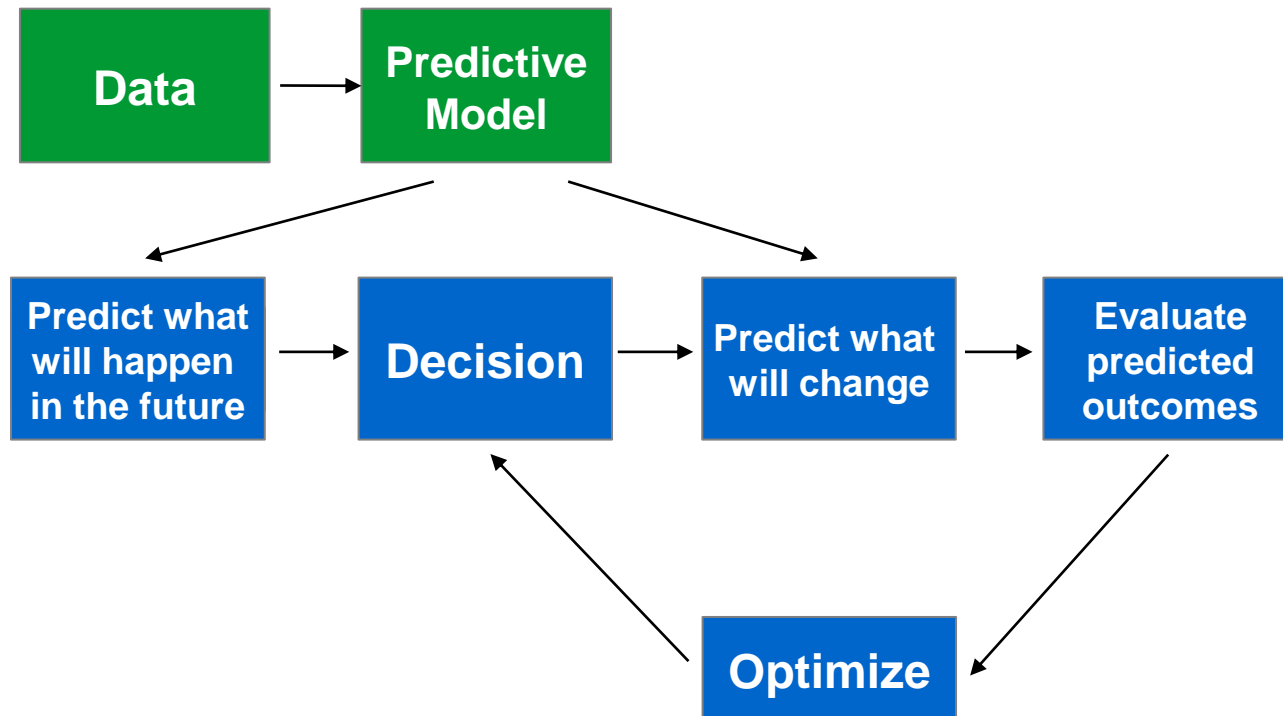 Data
Predictive
Model
Predict what
will happen
in the future
Decision
Predict what
will change
Evaluate
predicted
outcomes
Optimize